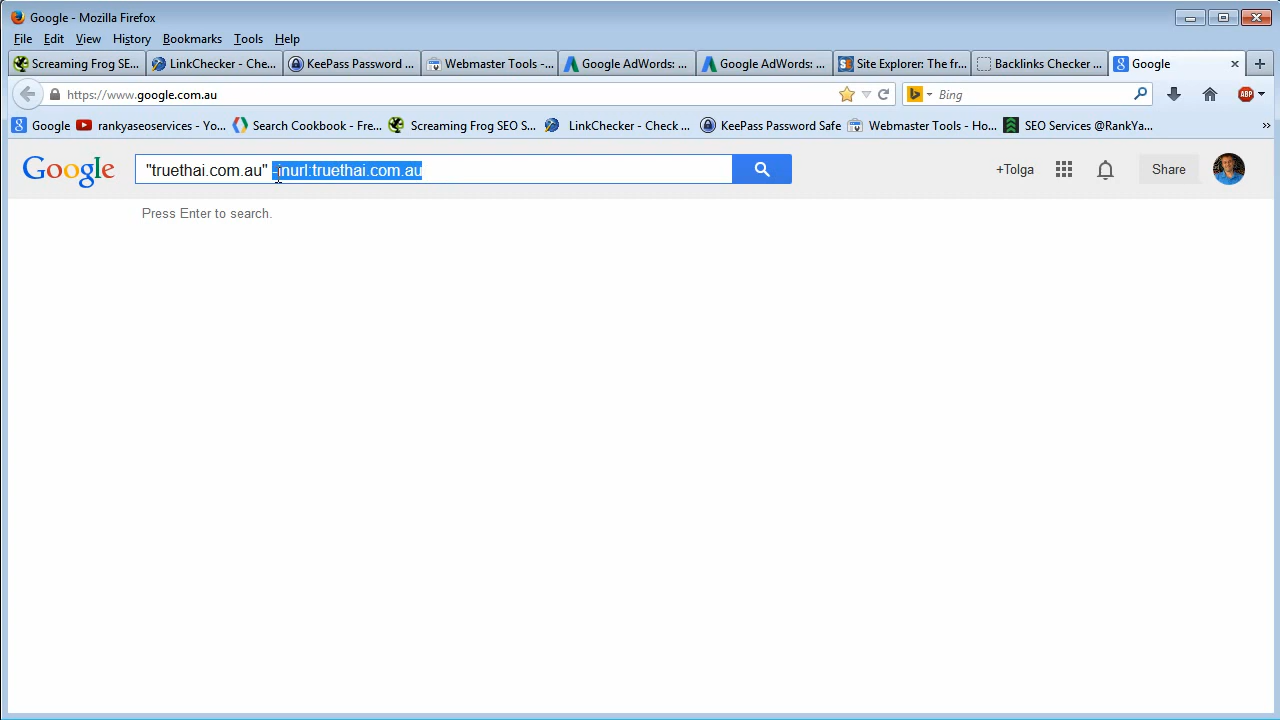 Google - Mozilla Firefox
File Edit View History Bookmarks Tools Help
Screaming Frog SE... LinkChecker - Che... KeePass Password ... Webmaster Tools -... Google AdWords: ... Google AdWords: ... Site Explorer: The fr... Backlinks Checker ... Google
https://www.google.com.au Bing ABP
Google rankyaseoservices - Yo... Search Cookbook - Fre... Screaming Frog SEO S... LinkChecker - Check ... KeePass Password Safe Webmaster Tools - Ho... SEO Services @RankYa...
Google "truethai.com.au" -inurl:truethai.com.au +Tolga Share
Press Enter to search.